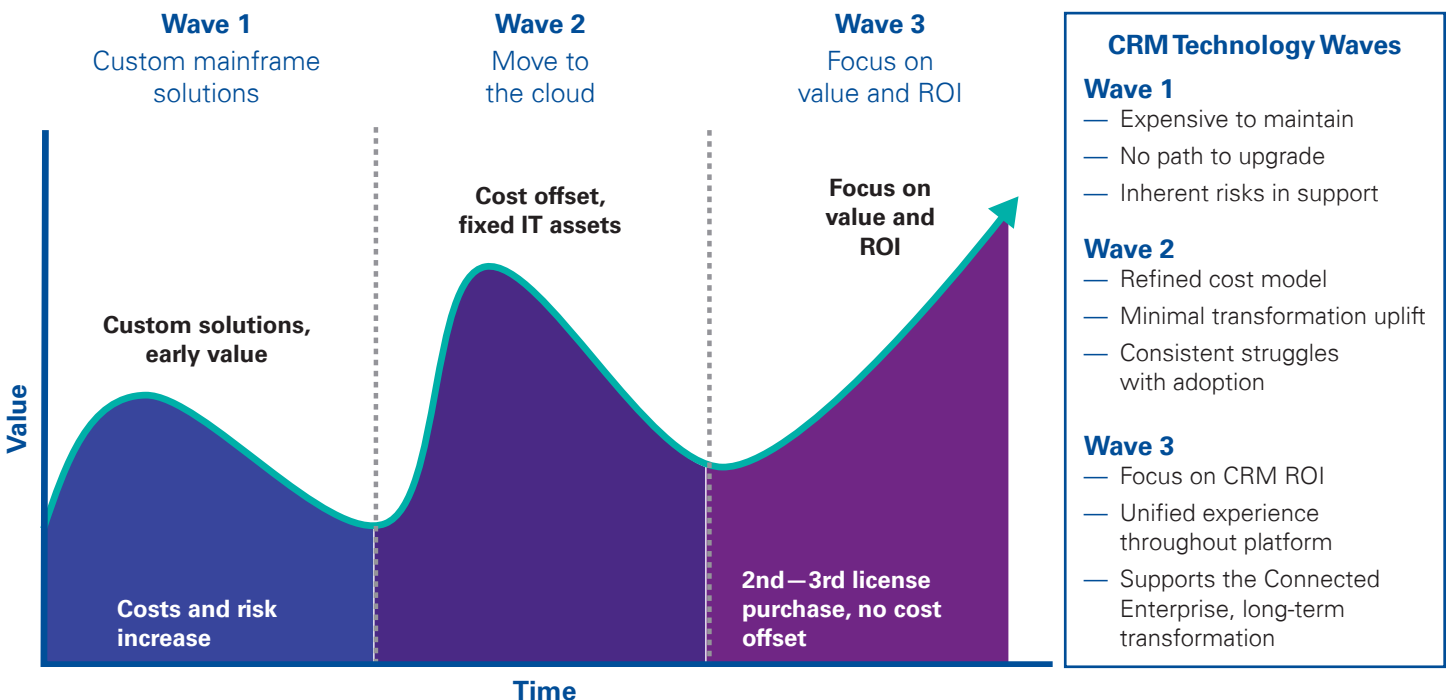 Wave 1
Custom mainframe
solutions
Wave 2
Move to
the cloud
Wave 3
Focus on
value and ROI
Value
Custom solutions,
early value
Costs and risk
increase
Cost offset,
fixed IT assets
Focus on
value and
ROI
2nd—3rd license
purchase, no cost
offset
Time
CRM Technology Waves
Wave 1
— Expensive to maintain
— No path to upgrade
— Inherent risks in support
Wave 2
— Refined cost model
— Minimal transformation uplift
— Consistent struggles
with adoption
Wave 3
— Focus on CRM ROI
— Unified experience
throughout platform
— Supports the Connected
Enterprise, long-term
transformation